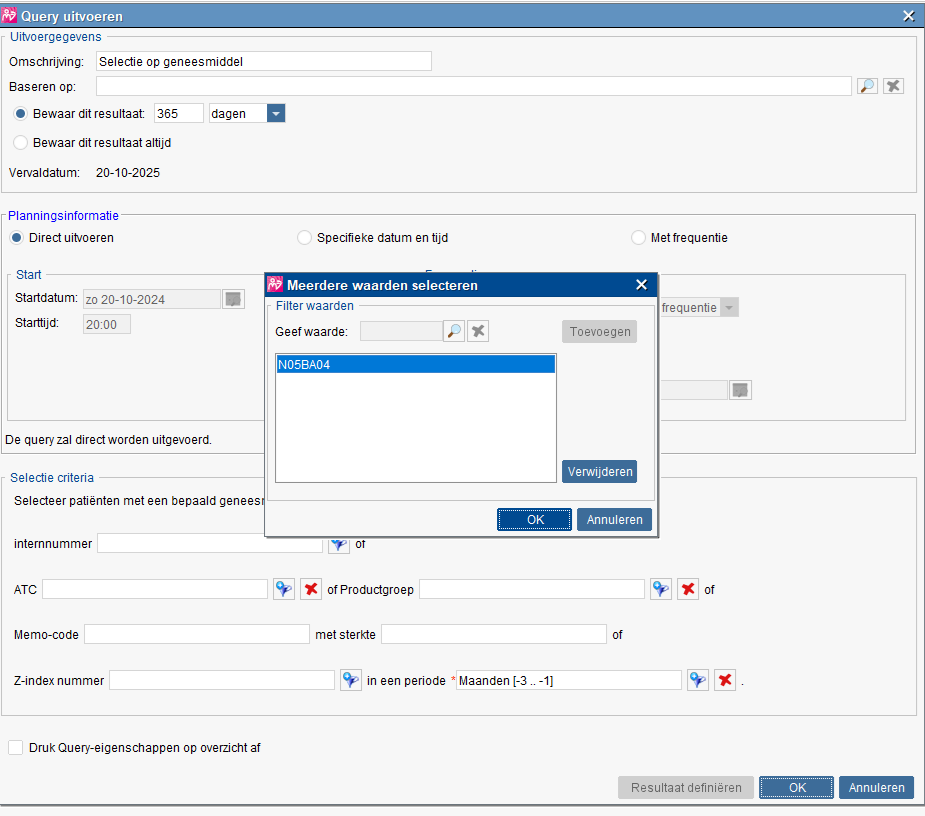 Query uitvoeren
Uitvoergegevens
Omschrijving: Selectie op geneesmiddel
Baseren op:
Bewaar dit resultaat: 365 dagen
Bewaar dit resultaat altijd
Vervaldatum: 20-10-2025
Planningsinformatie
Direct uitvoeren Specifieke datum en tijd Met frequentie
Start
Startdatum: zo 20-10-2024
Starttijd: 20:00
frequentie
De query zal direct worden uitgevoerd.
Meerdere waarden selecteren
Filter waarden
Geef waarde: Toevoegen
N05BA04
Verwijderen
OK Annuleren
Selectie criteria
Selecteer patiënten met een bepaald
internnummer of
ATC of Productgroep of
Memo-code met sterkte of
Z-index nummer in een periode * Maanden [-3 .. -1] .
Druk Query-eigenschappen op overzicht af
Resultaat definiëren OK Annuleren